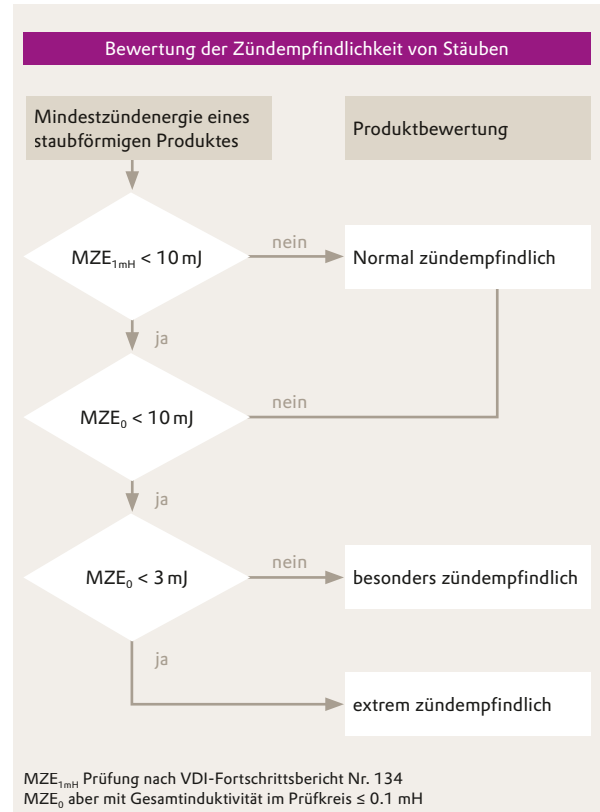 Bewertung der Zündempfindlichkeit von Stäuben
Mindestzündenergie eines
staubförmigen Produktes
Produktbewertung
MZE₁ₘH < 10 mJ
nein
Normal zündempfindlich
ja
MZE₀ < 10 mJ
nein
ja
MZE₀ < 3 mJ
nein
besonders zündempfindlich
ja
extrem zündempfindlich
MZE₁ₘH Prüfung nach VDI-Fortschrittsbericht Nr. 134
MZE₀ aber mit Gesamtinduktivität im Prüfkreis ≤ 0.1 mH